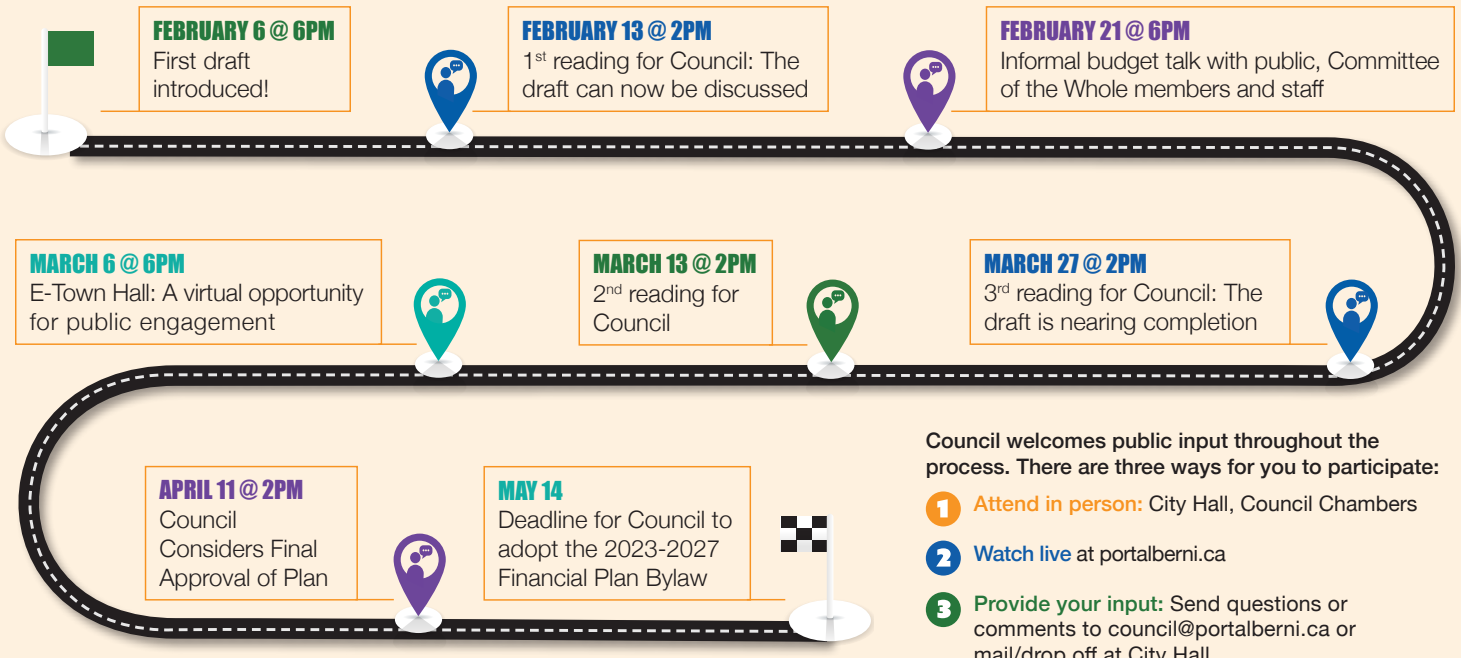 FEBRUARY 6 @ 6PM
First draft
introduced!
FEBRUARY 13 @ 2PM
1st reading for Council: The
draft can now be discussed
FEBRUARY 21 @ 6PM
Informal budget talk with public, Committee
of the Whole members and staff
MARCH 6 @ 6PM
E-Town Hall: A virtual opportunity
for public engagement
MARCH 13 @ 2PM
2nd reading for
Council
MARCH 27 @ 2PM
3rd reading for Council: The
draft is nearing completion
APRIL 11 @ 2PM
Council
Considers Final
Approval of Plan
MAY 14
Deadline for Council to
adopt the 2023-2027
Financial Plan Bylaw
Council welcomes public input throughout the
process. There are three ways for you to participate:
1 Attend in person: City Hall, Council Chambers
2 Watch live at portalberni.ca
3 Provide your input: Send questions or
comments to council@portalberni.ca or
mail/drop off at City Hall